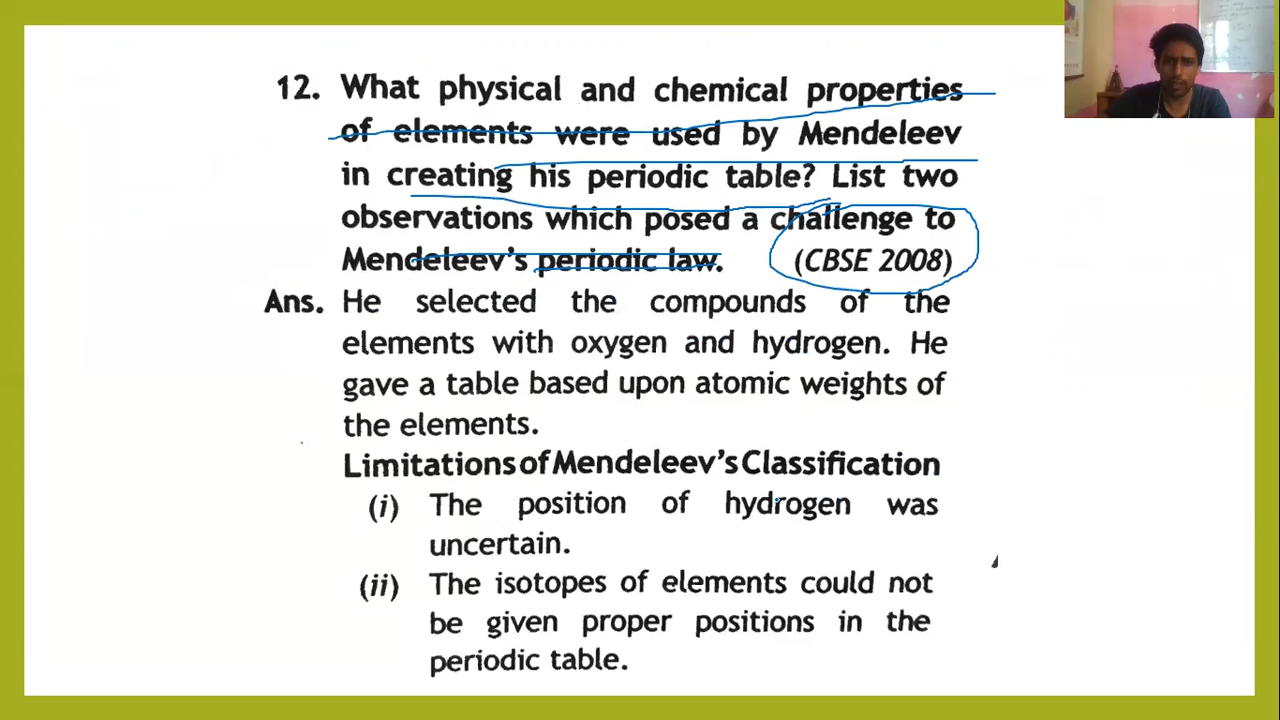 12. What physical and chemical properties
of elements were used by Mendeleev
in creating his periodic table? List two
observations which posed a challenge to
Mendeleev's periodic law. (CBSE 2008)
Ans. He selected the compounds of the
elements with oxygen and hydrogen. He
gave a table based upon atomic weights of
the elements.
Limitations of Mendeleev's Classification
(i) The position of hydrogen was
uncertain.
(ii) The isotopes of elements could not
be given proper positions in the
periodic table.